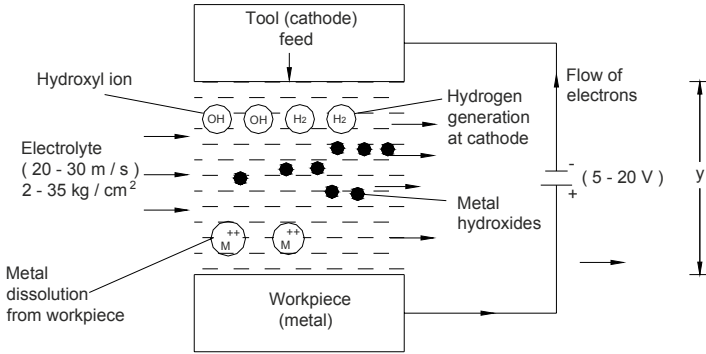 Tool (cathode)
feed
Hydroxyl ion
OH OH H2 H2
Hydrogen
generation
at cathode
Flow of
electrons
Electrolyte
( 20 - 30 m / s )
2 - 35 kg / cm2
-
( 5 - 20 V )
+
y
Metal
hydroxides
M++ M++
Metal
dissolution
from workpiece
Workpiece
(metal)